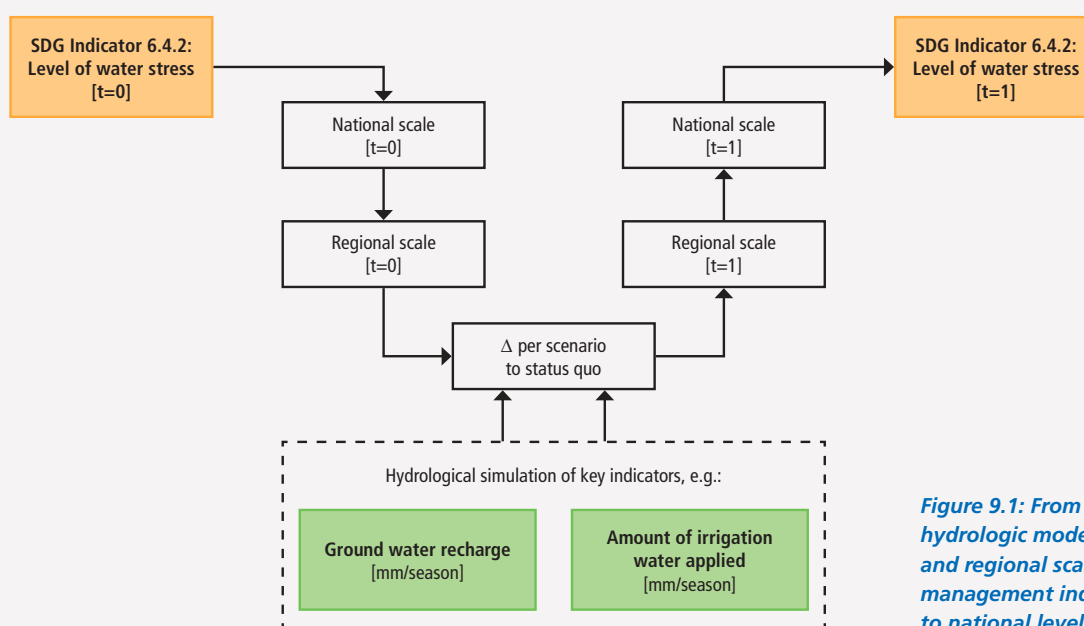 SDG Indicator 6.4.2:
Level of water stress
[t=0]
National scale
[t=0]
Regional scale
[t=0]
Δ per scenario
to status quo
Regional scale
[t=1]
National scale
[t=1]
SDG Indicator 6.4.2:
Level of water stress
[t=1]
Hydrological simulation of key indicators, e.g.:
Ground water recharge
[mm/season]
Amount of irrigation
water applied
[mm/season]
Figure 9.1: From
hydrologic mode
and regional sca
management ind
to national level